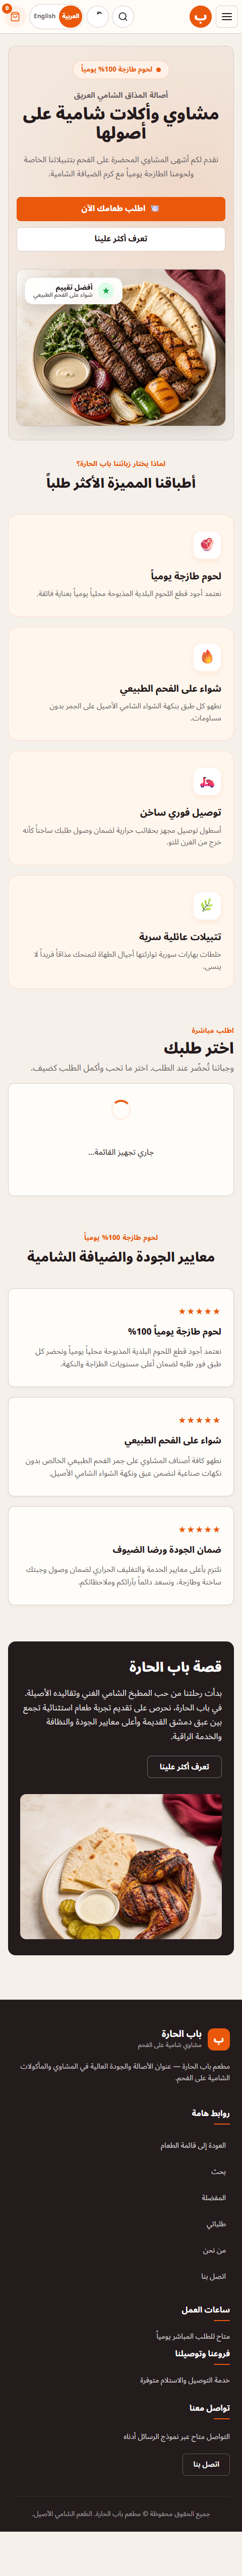 ب
العربية
English
0
لحوم طازجة 100% يومياً
أصالة المذاق الشامي العريق
مشاوي وأكلات شامية على
أصولها
نقدم لكم أشهى المشاوي المحضرة على الفحم بتتبيلاتنا الخاصة
ولحومنا الطازجة يومياً مع كرم الضيافة الشامية.
اطلب طعامك الآن
تعرف أكثر علينا
أفضل تقييم
شواء على الفحم الطبيعي
لماذا يختار زبائننا باب الحارة؟
أطباقنا المميزة الأكثر طلباً
لحوم طازجة يومياً
نعتمد أجود قطع اللحوم البلدية المذبوحة محلياً يومياً بعناية فائقة.
شواء على الفحم الطبيعي
نطهو كل طبق بنكهة الشواء الشامي الأصيل على الجمر بدون
مساومات.
توصيل فوري ساخن
أسطول توصيل مجهز بحقائب حرارية لضمان وصول طلبك ساخناً كأنه
خرج من الفرن للتو.
تتبيلات عائلية سرية
خلطات بهارات سورية توارثتها أجيال الطهاة لتمنحك مذاقاً فريداً لا
ينسى.
اطلب مباشرة
اختر طلبك
وجباتنا تُحضّر عند الطلب. اختر ما تحب وأكمل الطلب كضيف.
جاري تجهيز القائمة...
لحوم طازجة 100% يومياً
معايير الجودة والضيافة الشامية
★★★★★
لحوم طازجة يومياً 100%
نعتمد أجود قطع اللحوم البلدية المذبوحة محلياً يومياً ونحضر كل
طبق فور طلبه لضمان أعلى مستويات الطزاجة والنكهة.
★★★★★
شواء على الفحم الطبيعي
نطهو كافة أصناف المشاوي على جمر الفحم الطبيعي الخالص بدون
نكهات صناعية لنضمن عبق ونكهة الشواء الشامي الأصيل.
★★★★★
ضمان الجودة ورضا الضيوف
نلتزم بأعلى معايير الخدمة والتغليف الحراري لضمان وصول وجبتك
ساخنة وطازجة، ونسعد دائماً بآرائكم وملاحظاتكم.
قصة باب الحارة
بدأت رحلتنا من حب المطبخ الشامي الغني وتقاليده الأصيلة.
في باب الحارة، نحرص على تقديم تجربة طعام استثنائية تجمع
بين عبق دمشق القديمة وأعلى معايير الجودة والنظافة
والخدمة الراقية.
تعرف أكثر علينا
ب
باب الحارة
مشاوي شامية على الفحم
مطعم باب الحارة — عنوان الأصالة والجودة العالية في المشاوي والمأكولات
الشامية على الفحم.
روابط هامة
العودة إلى قائمة الطعام
بحث
المفضلة
طلباتي
من نحن
اتصل بنا
ساعات العمل
متاح للطلب المباشر يومياً
فروعنا وتوصيلنا
خدمة التوصيل والاستلام متوفرة
تواصل معنا
التواصل متاح عبر نموذج الرسائل أدناه
اتصل بنا
جميع الحقوق محفوظة © مطعم باب الحارة. الطعم الشامي الأصيل.